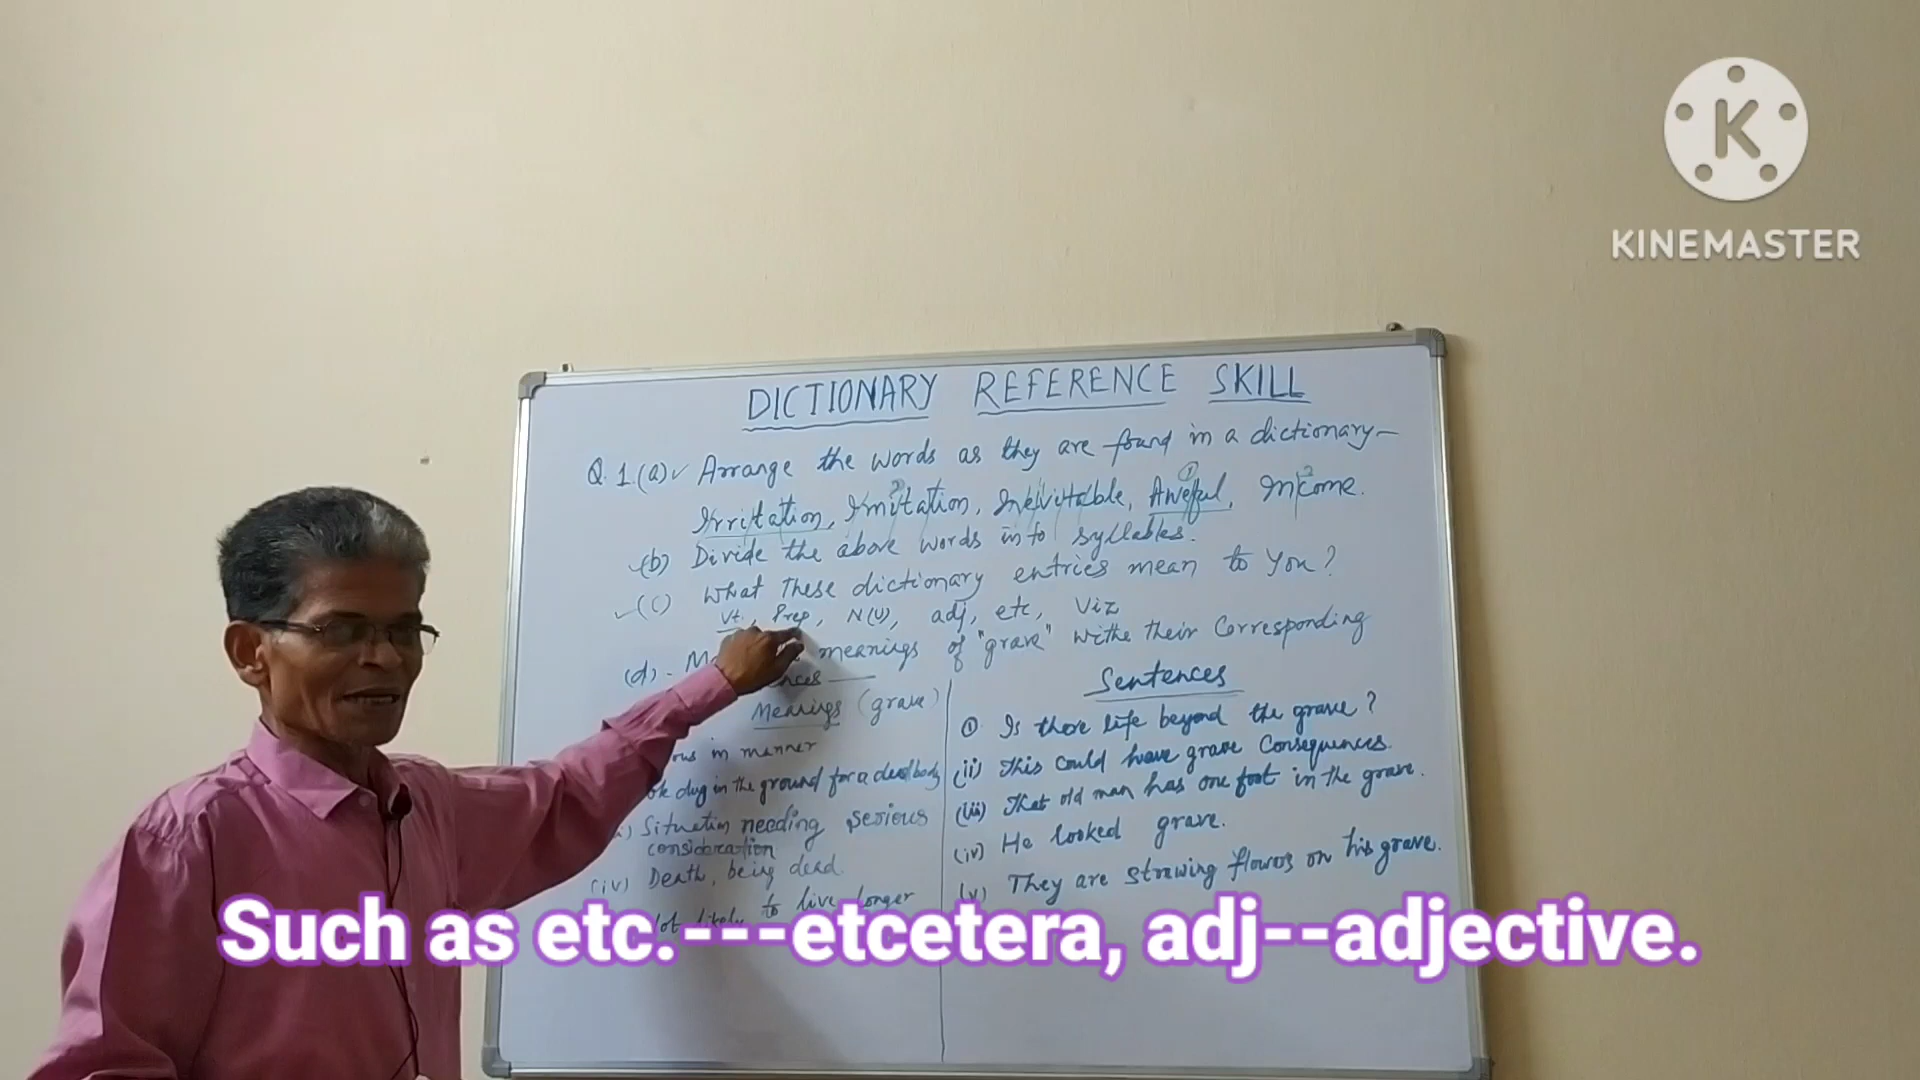 KINEMASTER
DICTIONARY REFERENCE SKILL
Q.1.(a) Arrange the words as they are found in a dictionary-
Irritation, Imitation, Inevitable, Aweful, Income.
(b) Divide the above words into syllables.
(c) What these dictionary entries mean to You?
Vt., Prep, N(U), adj, etc, Viz
(d). meanings of "grave" withe their Corresponding
Meanings (grave)
in manner
dug in the ground for a dead body
Situation needing serious
consideration
(iv) Death, being dead
to live longer
Sentences
(i) Is there life beyond the grave?
(ii) This could have grave Consequences.
(iii) That old man has one foot in the grave.
(iv) He looked grave.
(v) They are strawing flowers on his grave.
Such as etc.---etcetera, adj--adjective.